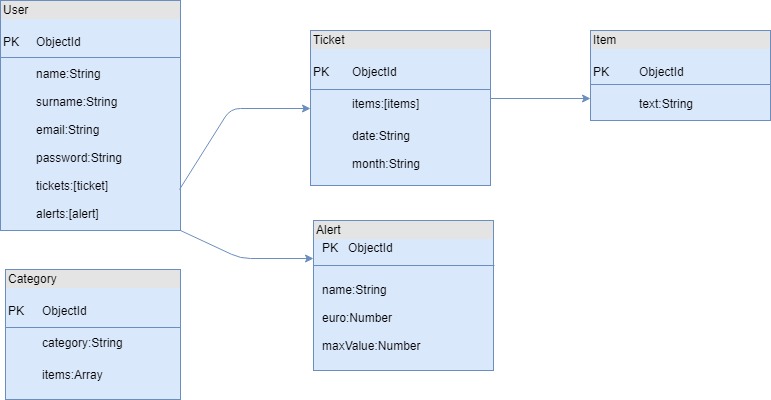 User
PK ObjectId
name:String
surname:String
email:String
password:String
tickets:[ticket]
alerts:[alert]
Ticket
PK ObjectId
items:[items]
date:String
month:String
Item
PK ObjectId
text:String
Alert
PK ObjectId
name:String
euro:Number
maxValue:Number
Category
PK ObjectId
category:String
items:Array